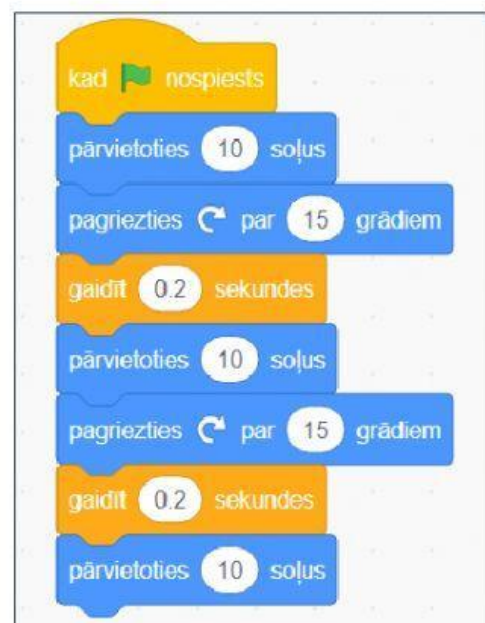 kad nospiests
pārvietoties 10 soļus
pagriezties par 15 grādiem
gaidīt 0.2 sekundes
pārvietoties 10 soļus
pagriezties par 15 grādiem
gaidīt 0.2 sekundes
pārvietoties 10 soļus